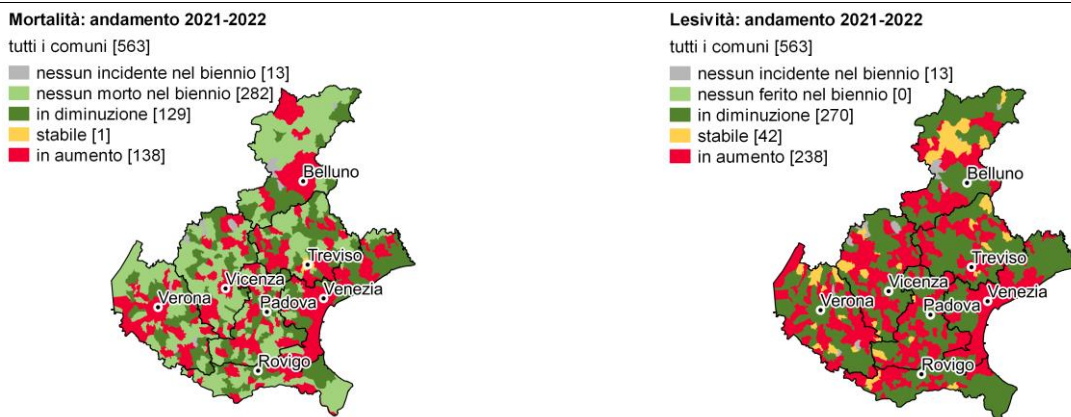 Mortalità: andamento 2021-2022
tutti i comuni [563]
nessun incidente nel biennio [13]
nessun morto nel biennio [282]
in diminuzione [129]
stabile [1]
in aumento [138]
Belluno
Treviso
Vicenza
Venezia
Verona
Padova
Rovigo
Lesività: andamento 2021-2022
tutti i comuni [563]
nessun incidente nel biennio [13]
nessun ferito nel biennio [0]
in diminuzione [270]
stabile [42]
in aumento [238]
Belluno
Treviso
Vicenza
Venezia
Verona
Padova
Rovigo